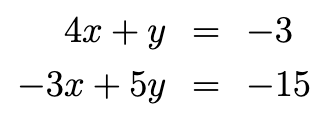 4x + y = −3
−3x + 5y = −15